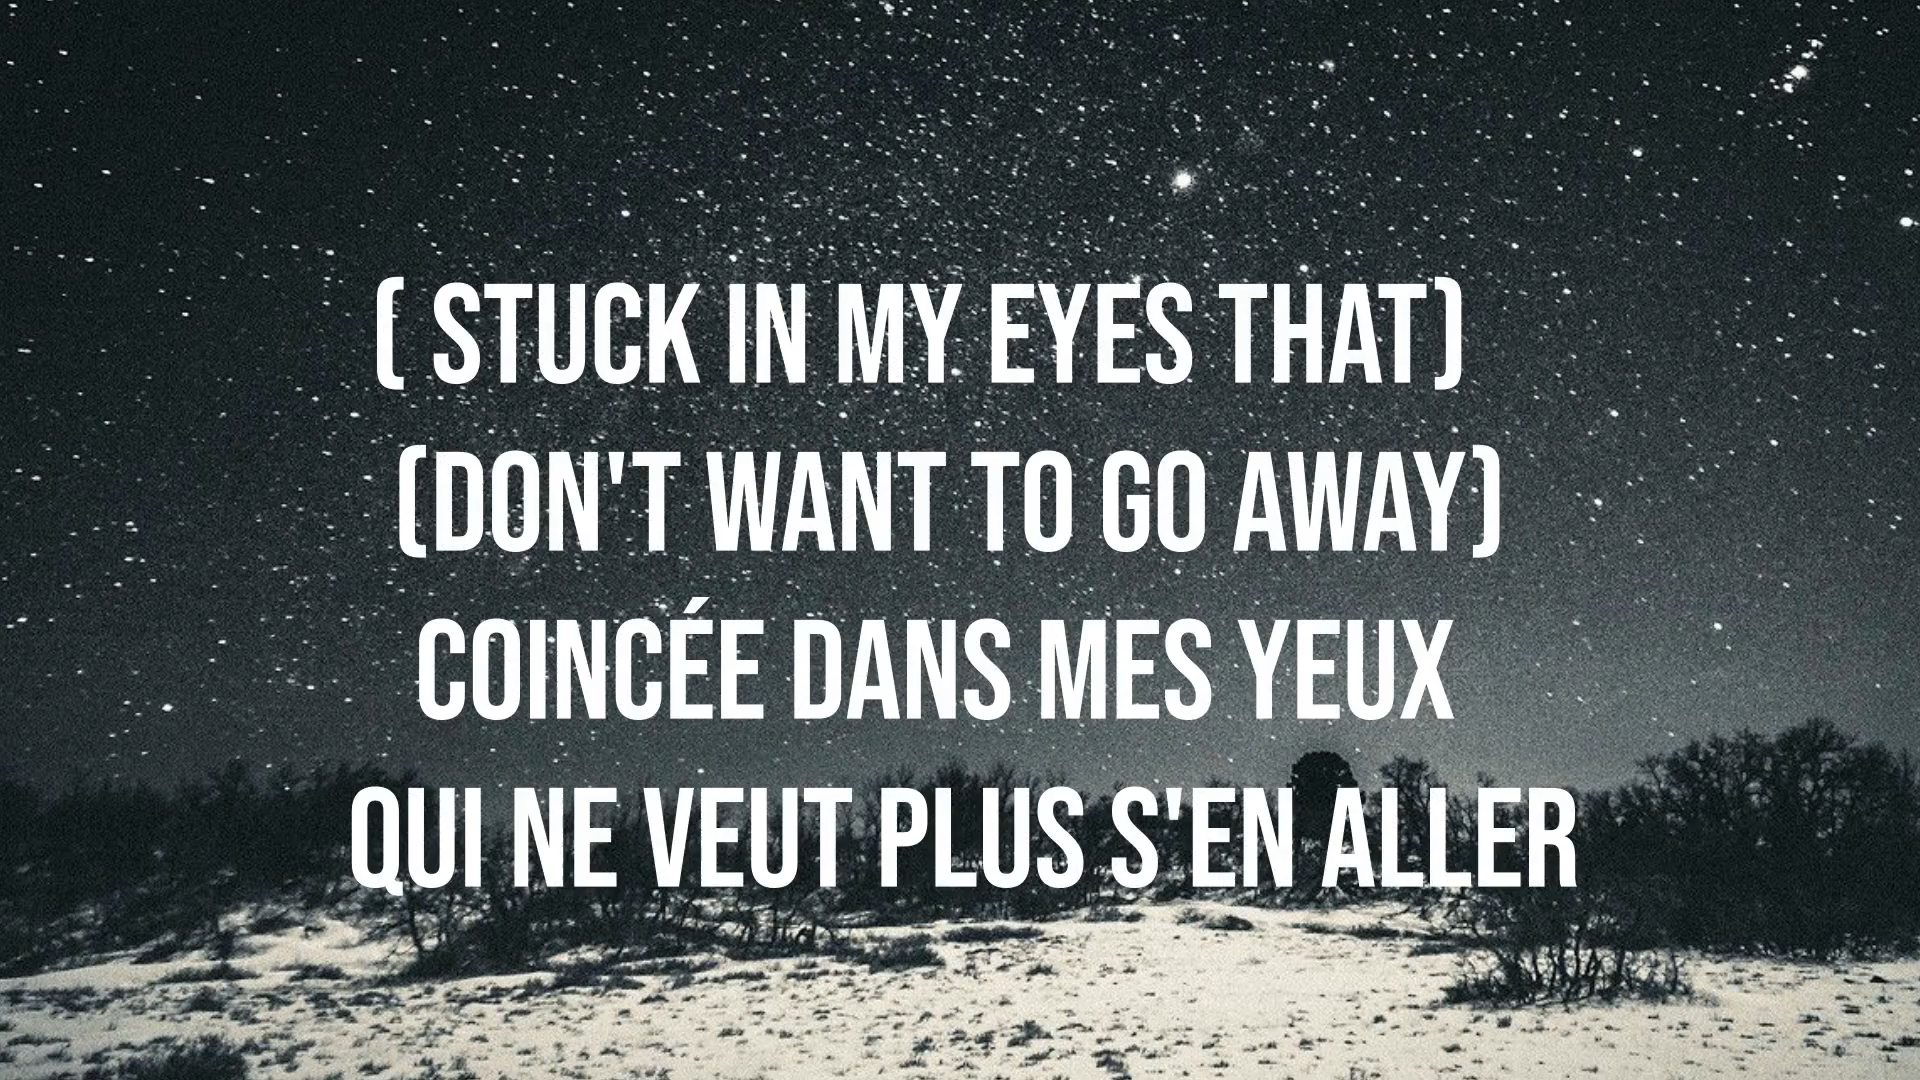 ( STUCK IN MY EYES THAT)
(DON'T WANT TO GO AWAY)
COINCÉE DANS MES YEUX
QUI NE VEUT PLUS S'EN ALLER